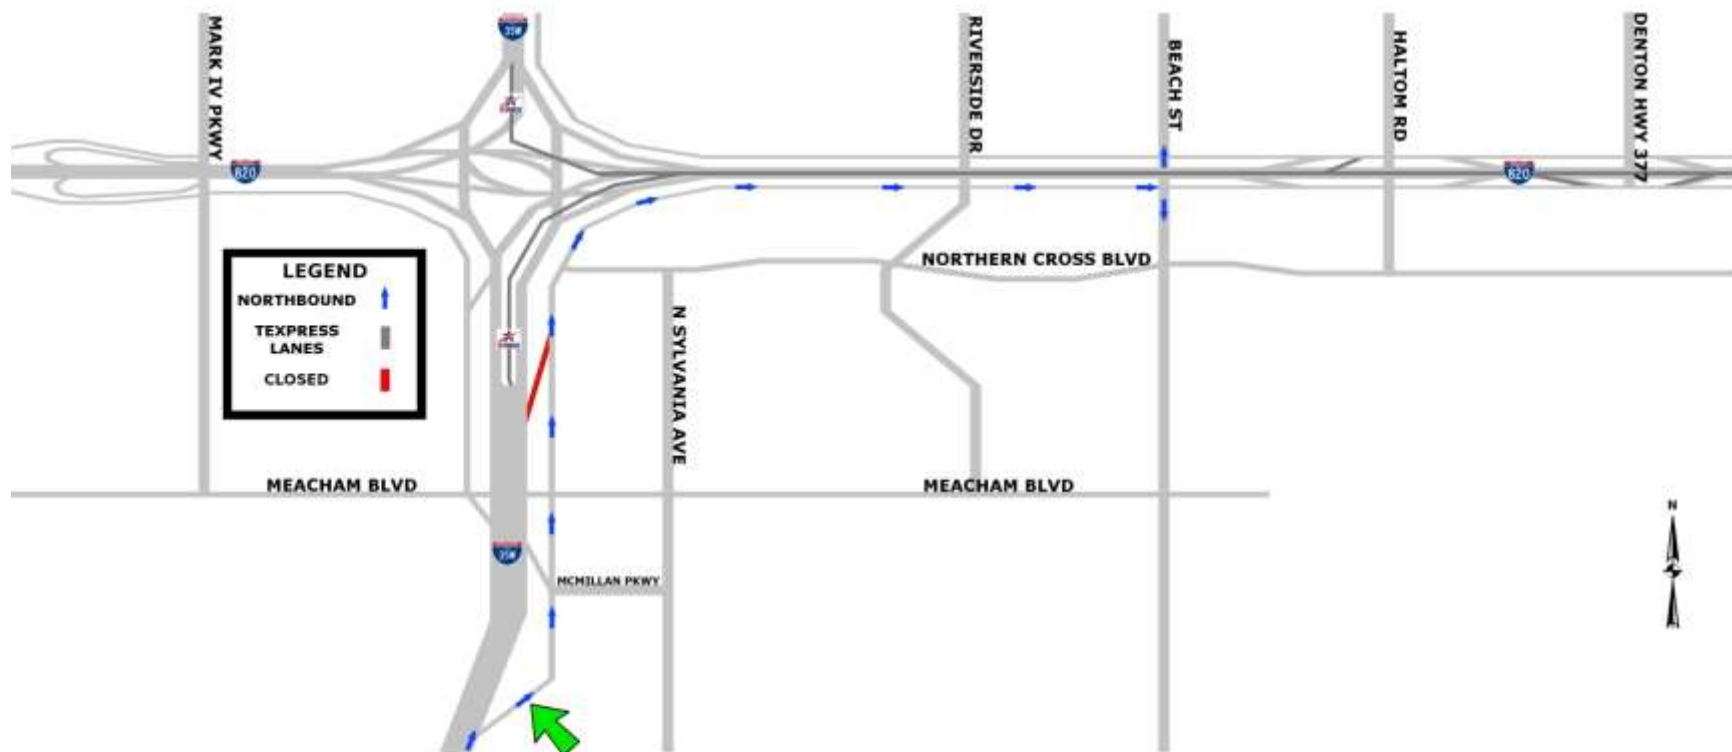 MARK IV PKWY
35W
RIVERSIDE DR
BEACH ST
HALTOM RD
DENTON HWY 377
820
820
LEGEND
NORTHBOUND
TEXPRESS
LANES
CLOSED
NORTHERN CROSS BLVD
N SYLVANIA AVE
MEACHAM BLVD
MEACHAM BLVD
35W
MCMILLAN PKWY
N